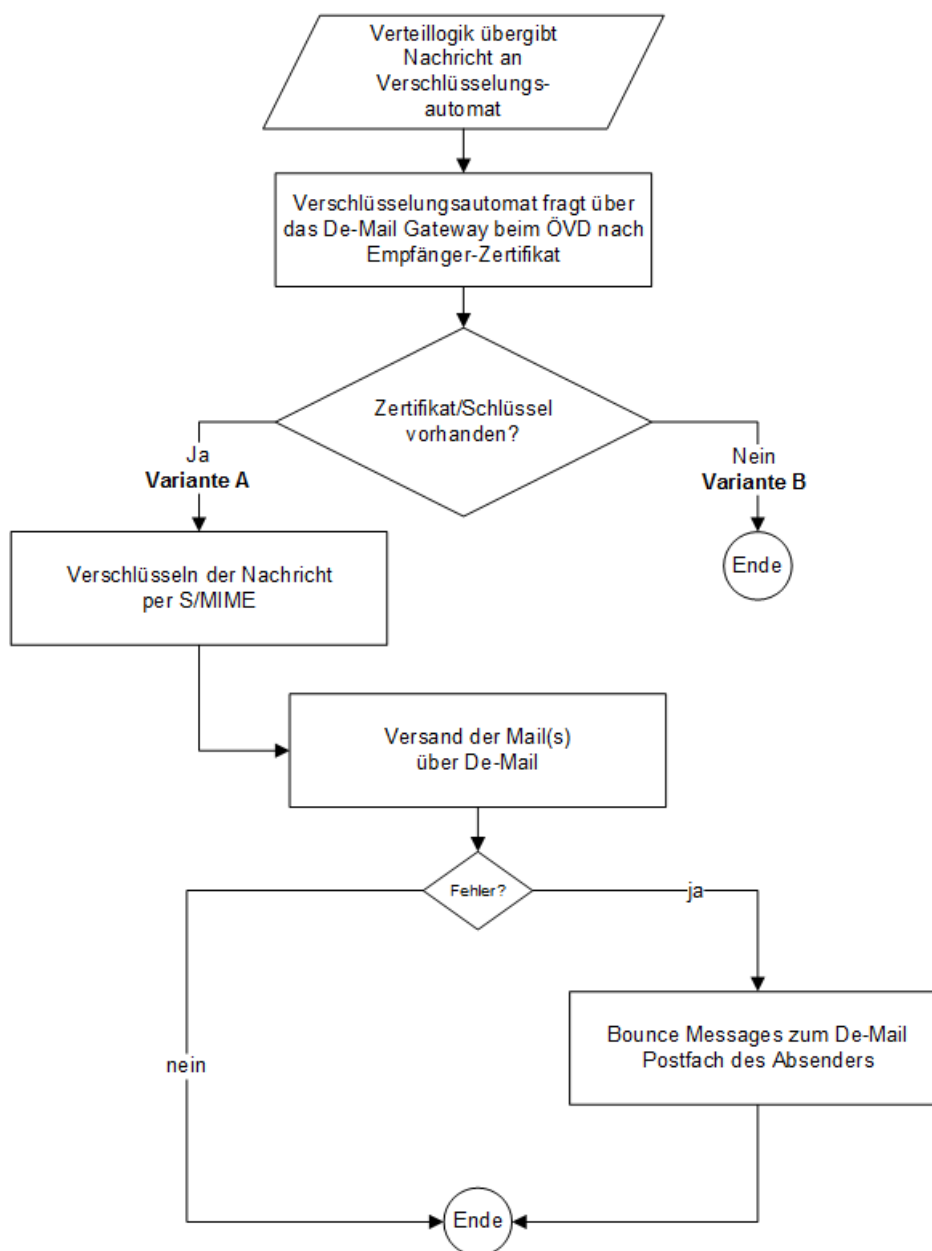 Verteillogik übergibt
Nachricht an
Verschlüsselungs-
automat
Verschlüsselungsautomat fragt über
das De-Mail Gateway beim ÖVD nach
Empfänger-Zertifikat
Zertifikat/Schlüssel
vorhanden?
Ja
Variante A
Nein
Variante B
Verschlüsseln der Nachricht
per S/MIME
Ende
Versand der Mail(s)
über De-Mail
Fehler?
ja
nein
Bounce Messages zum De-Mail
Postfach des Absenders
Ende